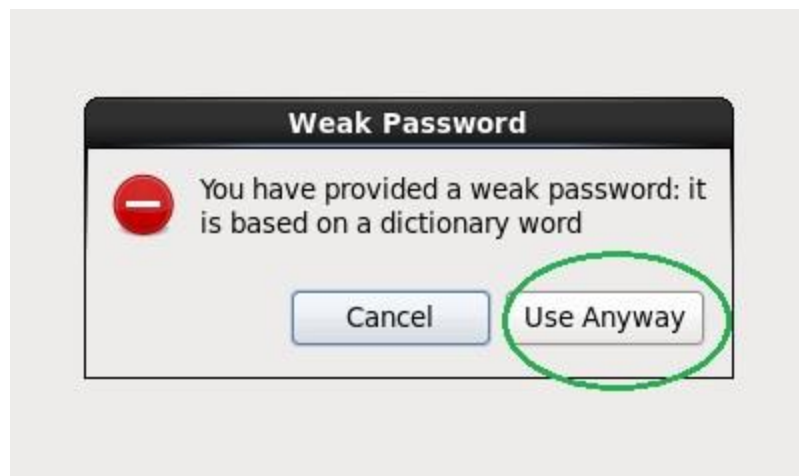 Weak Password
You have provided a weak password: it
is based on a dictionary word
Cancel
Use Anyway